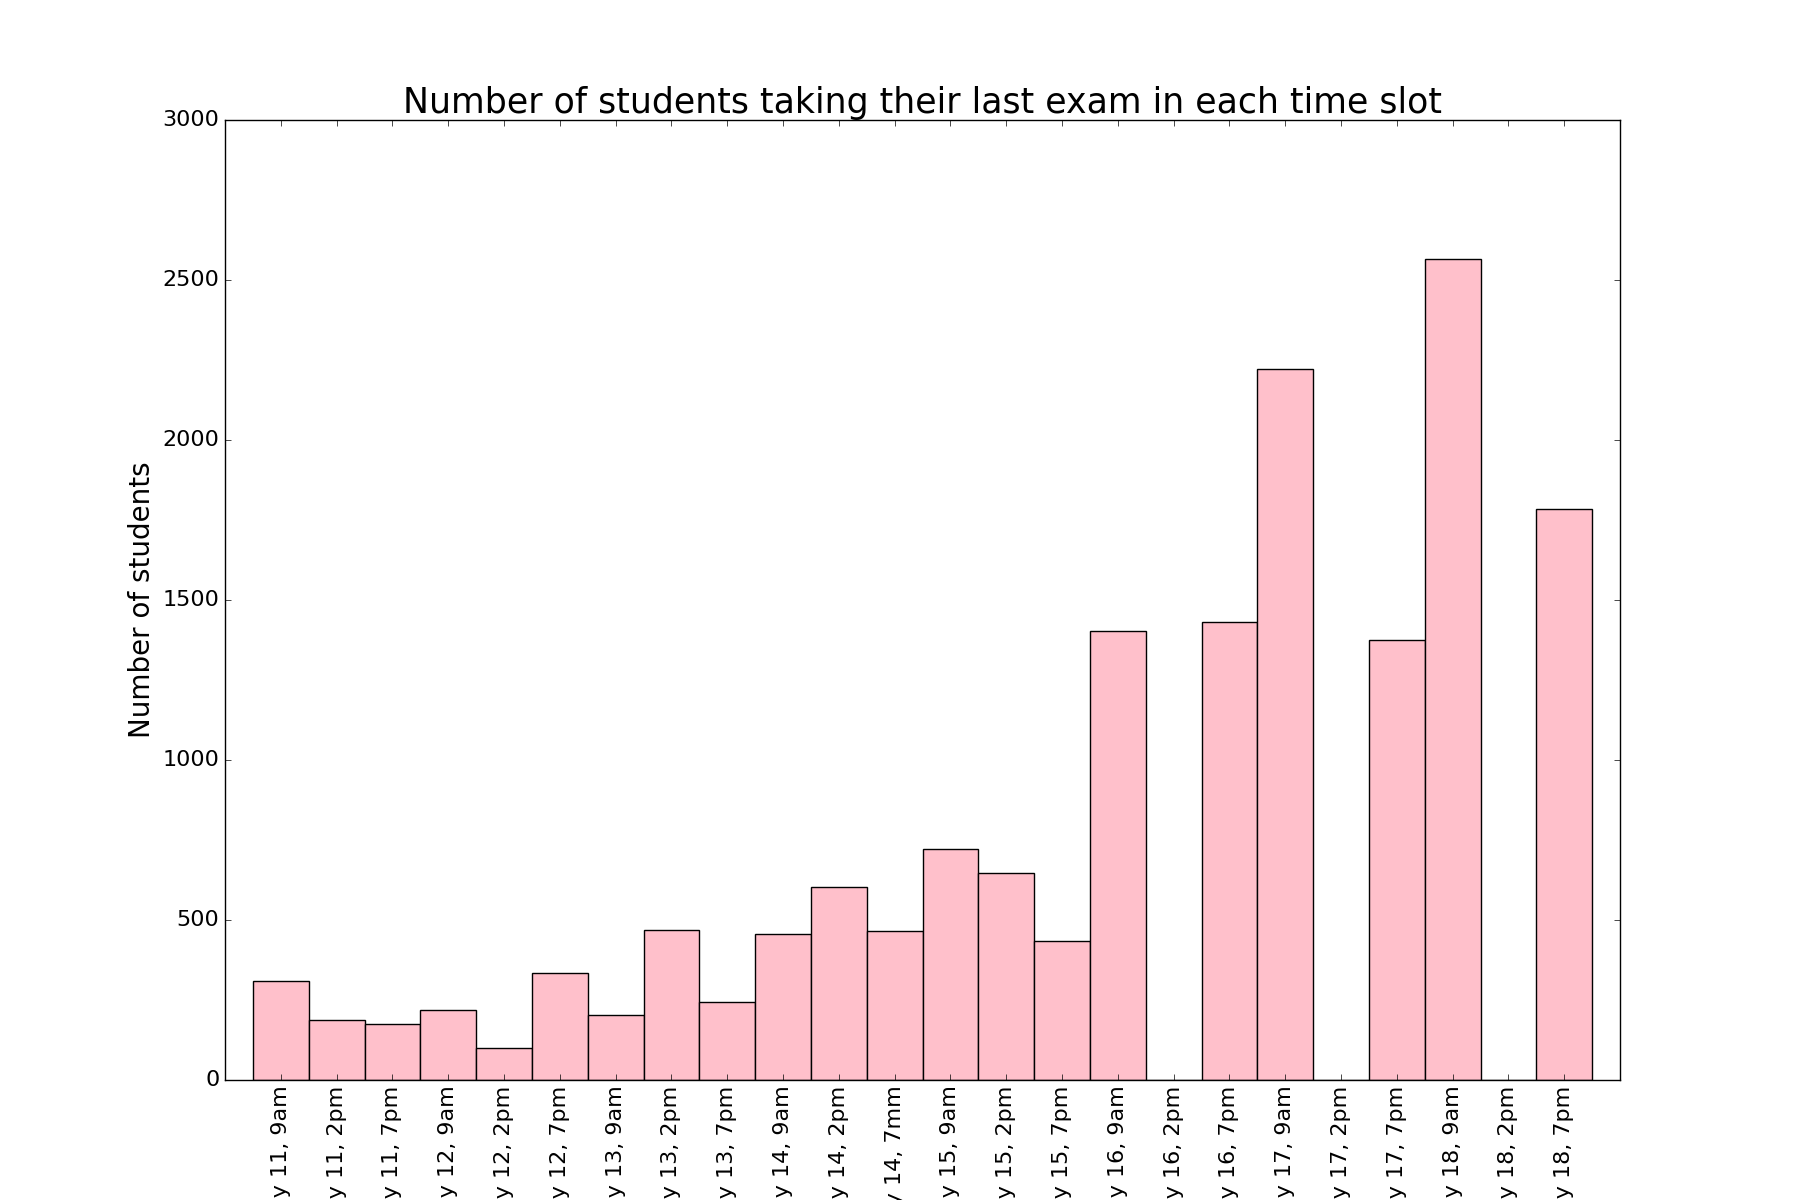 Number of students taking their last exam in each time slot
3000
2500
2000
1500
1000
500
0
Number of students
y 11, 9am
y 11, 2pm
y 11, 7pm
y 12, 9am
y 12, 2pm
y 12, 7pm
y 13, 9am
y 13, 2pm
y 13, 7pm
y 14, 9am
y 14, 2pm
y 14, 7mm
y 15, 9am
y 15, 2pm
y 15, 7pm
y 16, 9am
y 16, 2pm
y 16, 7pm
y 17, 9am
y 17, 2pm
y 17, 7pm
y 18, 9am
y 18, 2pm
y 18, 7pm